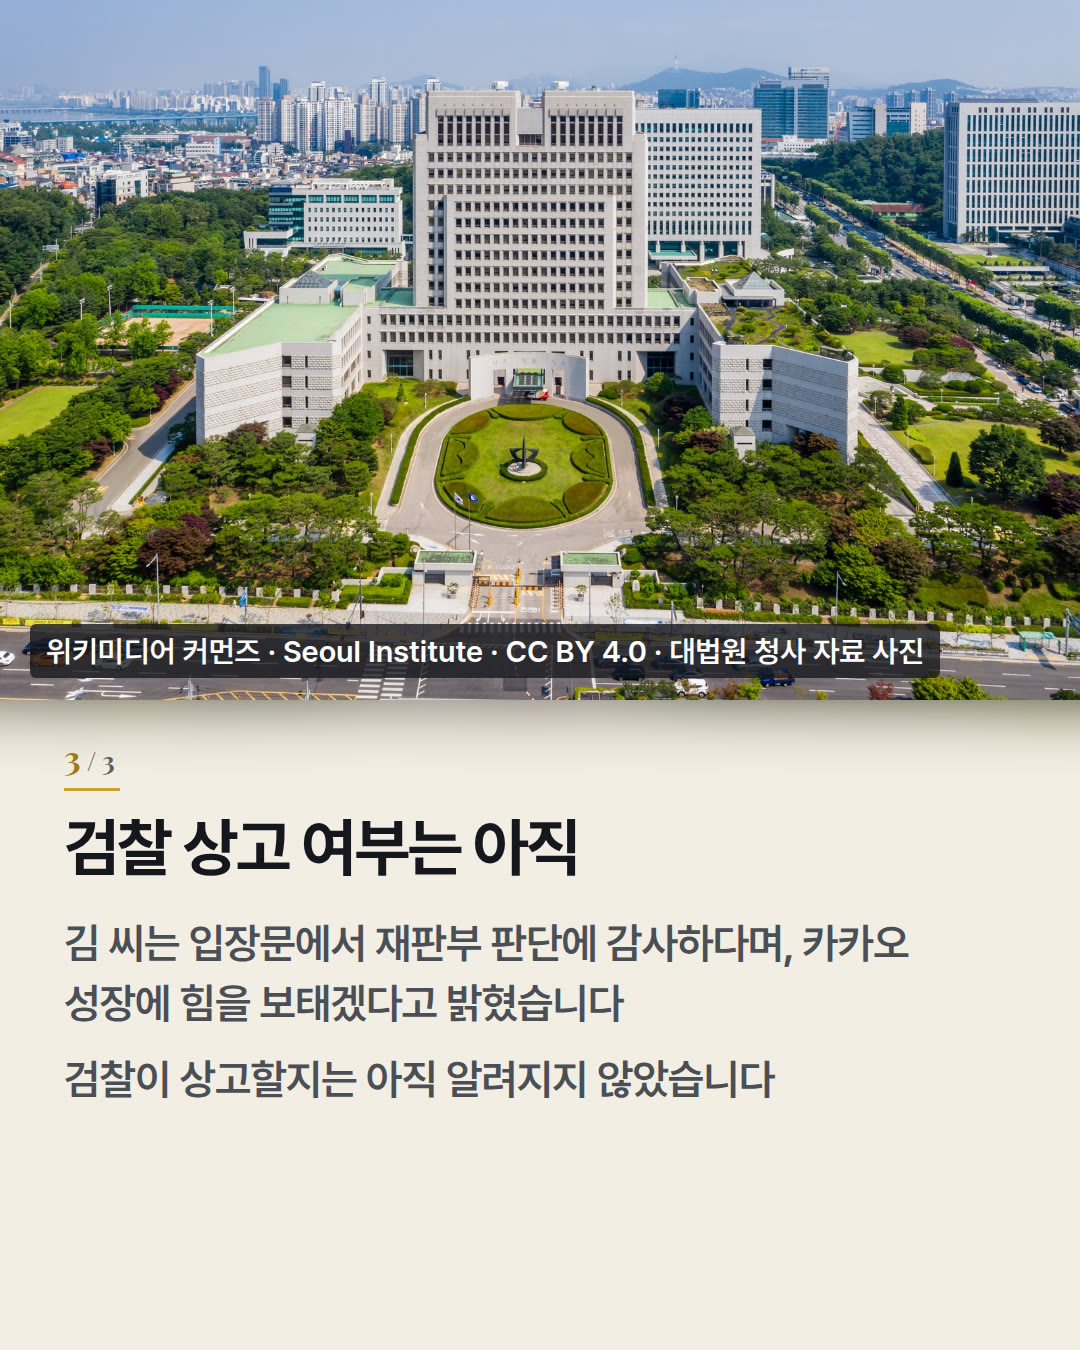 위키미디어 커먼즈 · Seoul Institute · CC BY 4.0 · 대법원 청사 자료 사진
3 / 3
검찰 상고 여부는 아직
김 씨는 입장문에서 재판부 판단에 감사하다며, 카카오
성장에 힘을 보태겠다고 밝혔습니다
검찰이 상고할지는 아직 알려지지 않았습니다